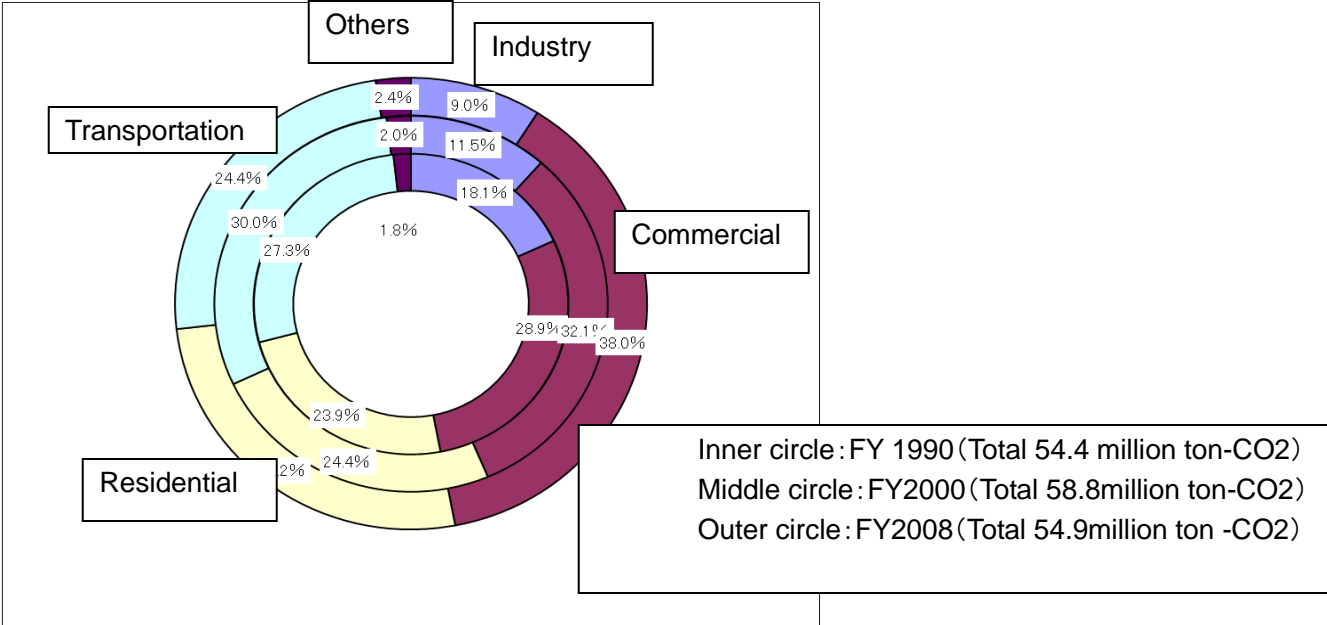 Others
Industry
Transportation
2.4%
9.0%
2.0%
11.5%
24.4%
18.1%
30.0%
1.8%
27.3%
Commercial
28.9%
32.1%
38.0%
23.9%
24.4%
.2%
Residential
Inner circle：FY 1990（Total 54.4 million ton-CO2）
Middle circle：FY2000（Total 58.8million ton-CO2）
Outer circle：FY2008（Total 54.9million ton -CO2）